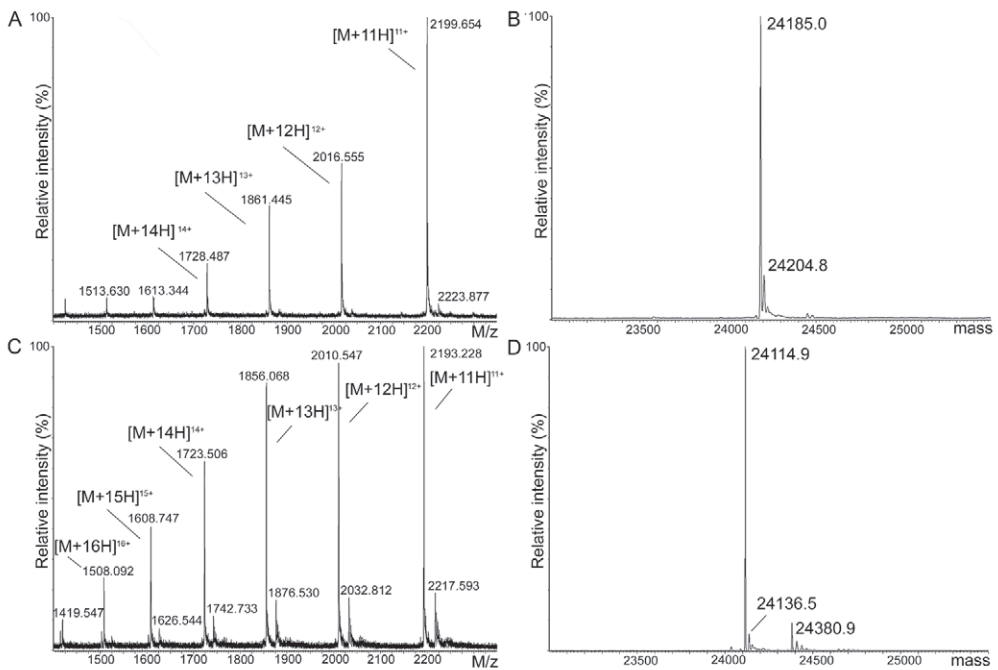 A
100
Relative intensity (%)
[M+11H]¹¹⁺
2199.654
[M+12H]¹²⁺
2016.555
[M+13H]¹³⁺
1861.445
[M+14H]¹⁴⁺
1728.487
1513.630
1613.344
2223.877
1500 1600 1700 1800 1900 2000 2100 2200
M/z
B
100
Relative intensity (%)
24185.0
24204.8
23500 24000 24500 25000
mass
C
100
Relative intensity (%)
2010.547
2193.228
1856.068
[M+12H]¹²⁺
[M+11H]¹¹⁺
[M+13H]¹³⁺
[M+14H]¹⁴⁺
1723.506
[M+15H]¹⁵⁺
1608.747
[M+16H]¹⁶⁺
1508.092
1419.547
1626.544
1742.733
1876.530
2032.812
2217.593
1500 1600 1700 1800 1900 2000 2100 2200
M/z
D
100
Relative intensity (%)
24114.9
24136.5
24380.9
23500 24000 24500 25000
mass